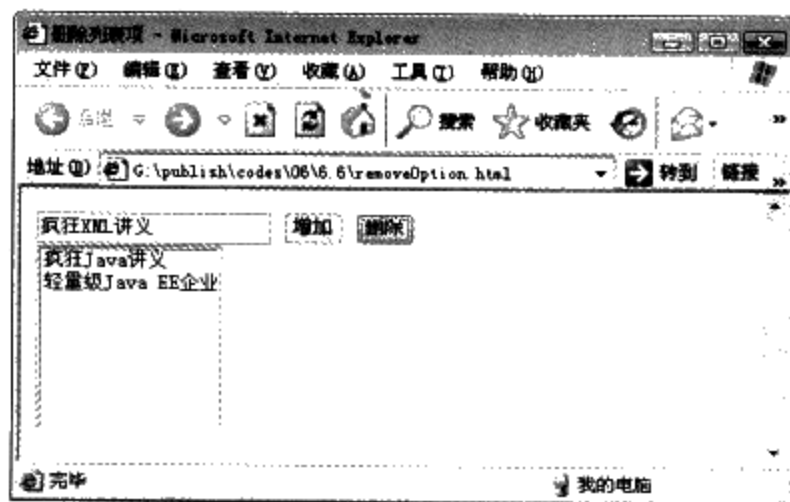 删除列表项 - Microsoft Internet Explorer
文件(F) 编辑(E) 查看(V) 收藏(A) 工具(T) 帮助(H)
后退 搜索 收藏夹 »
地址(D) G:\publish\codes\06\6.6\removeOption.html 转到 链接 »
疯狂XML讲义 增加 删除
疯狂Java讲义
轻量级Java EE企业
完毕 我的电脑